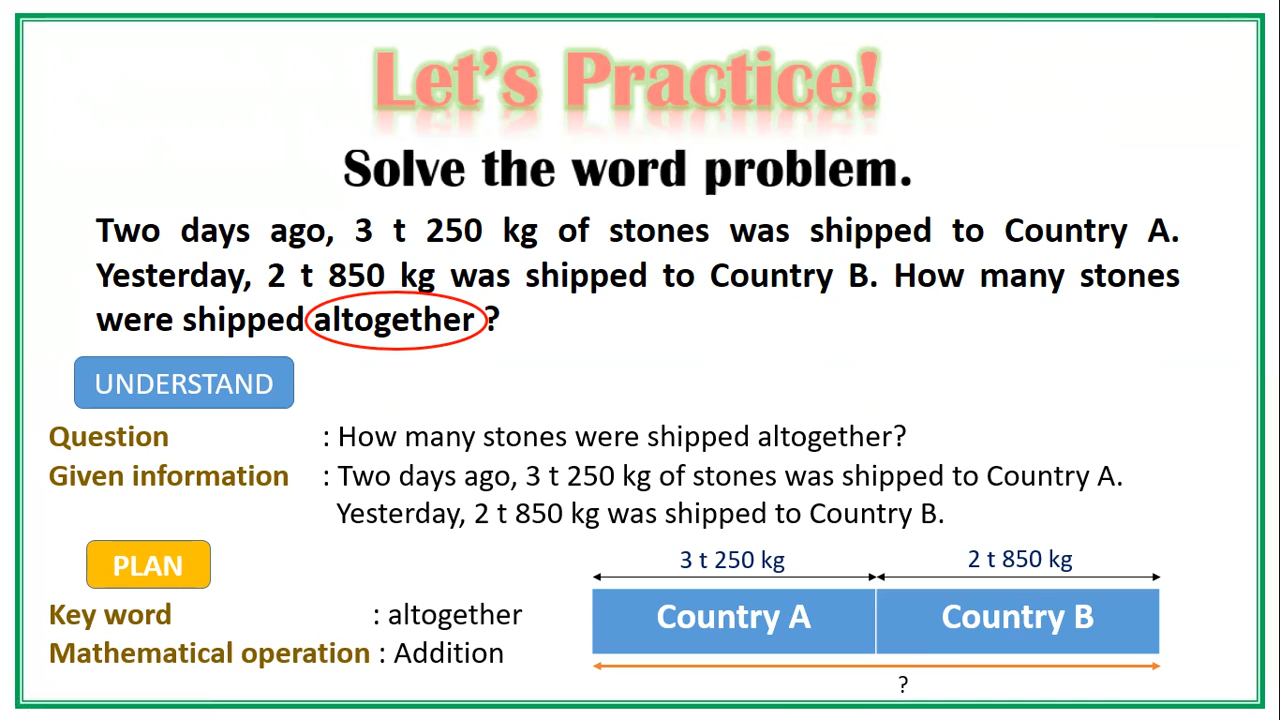 Let's Practice!
Solve the word problem.
Two days ago, 3 t 250 kg of stones was shipped to Country A.
Yesterday, 2 t 850 kg was shipped to Country B. How many stones
were shipped altogether ?
UNDERSTAND
Question : How many stones were shipped altogether?
Given information : Two days ago, 3 t 250 kg of stones was shipped to Country A.
Yesterday, 2 t 850 kg was shipped to Country B.
PLAN
3 t 250 kg 2 t 850 kg
Key word : altogether
Country A Country B
Mathematical operation : Addition
?